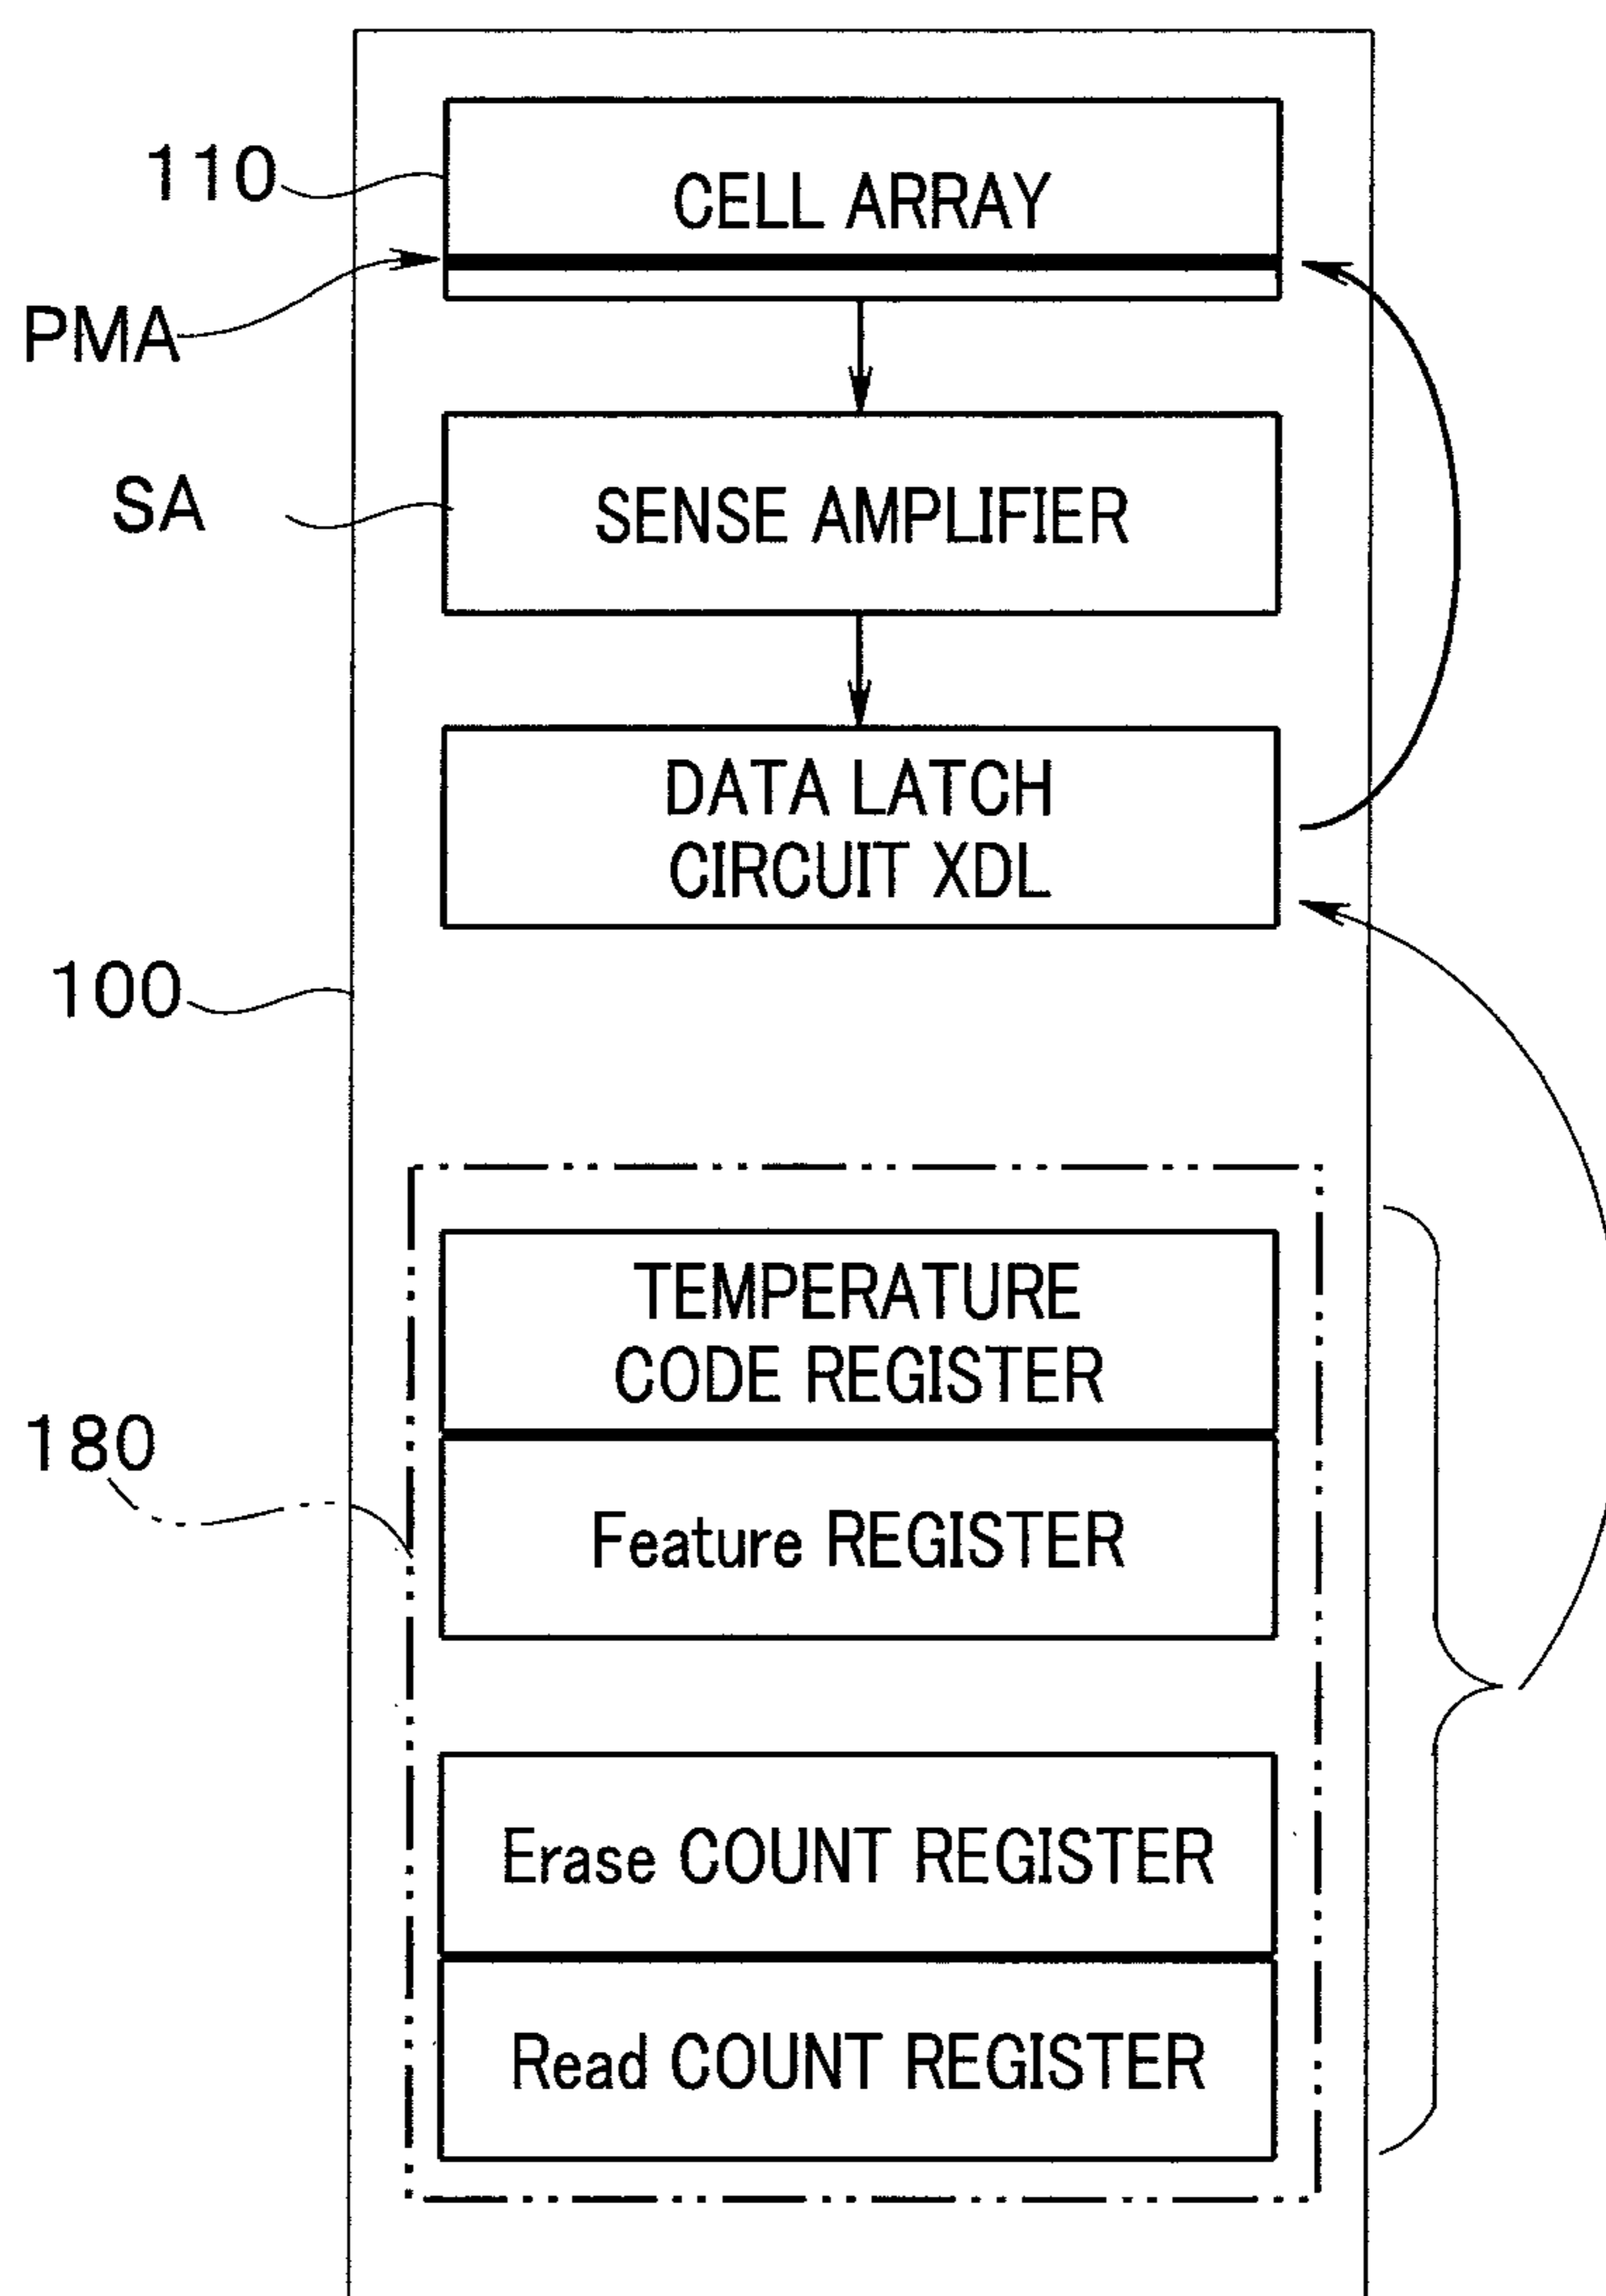 110
CELL ARRAY
PMA
SA
SENSE AMPLIFIER
DATA LATCH
CIRCUIT XDL
100
TEMPERATURE
CODE REGISTER
180
Feature REGISTER
Erase COUNT REGISTER
Read COUNT REGISTER